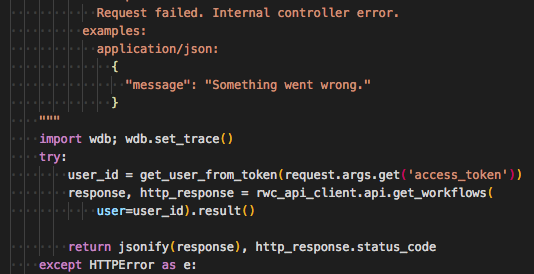 Request failed. Internal controller error.
examples:
application/json:
{
"message": "Something went wrong."
}
"""
import wdb; wdb.set_trace()
try:
user_id = get_user_from_token(request.args.get('access_token'))
response, http_response = rwc_api_client.api.get_workflows(
user=user_id).result()
return jsonify(response), http_response.status_code
except HTTPError as e: